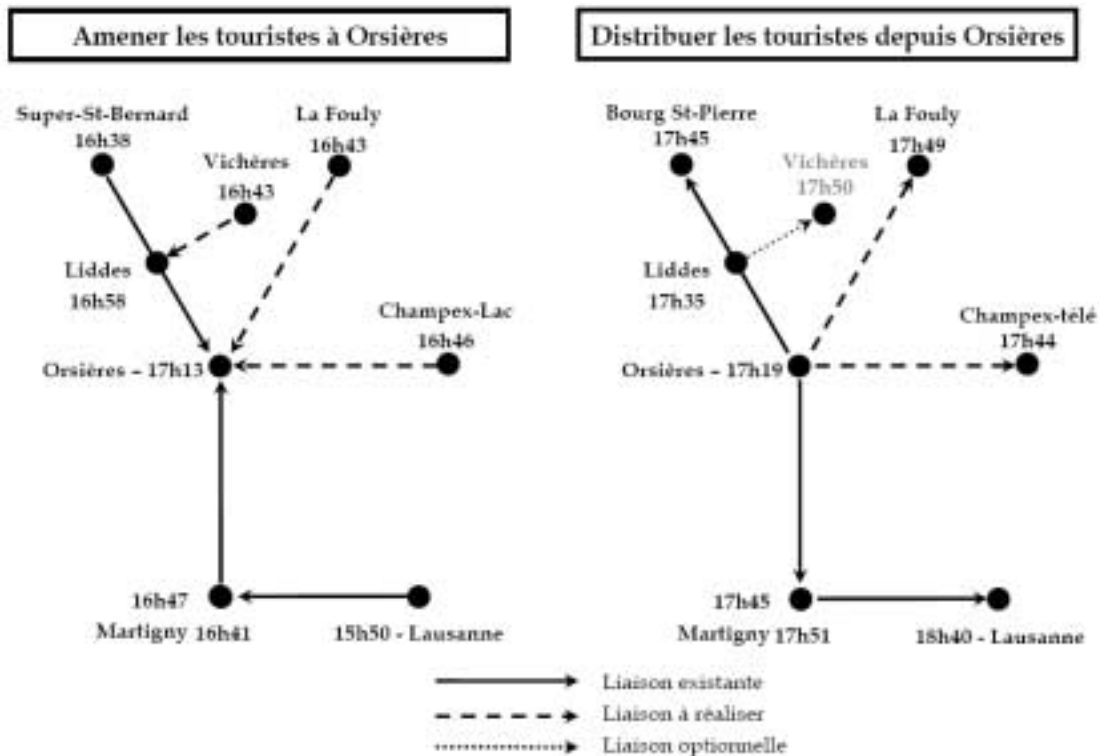 Amener les touristes à Orsières
Super-St-Bernard
16h38
La Fouly
16h43
Vichères
16h43
Liddes
16h58
Champex-Lac
16h46
Orsières – 17h13
16h47
Martigny 16h41
15h50 - Lausanne
Distribuer les touristes depuis Orsières
Bourg St-Pierre
17h45
La Fouly
17h49
Vichères
17h50
Liddes
17h35
Champex-télé
17h44
Orsières – 17h19
17h45
Martigny 17h51
18h40 - Lausanne
Liaison existante
Liaison à réaliser
Liaison optionnelle